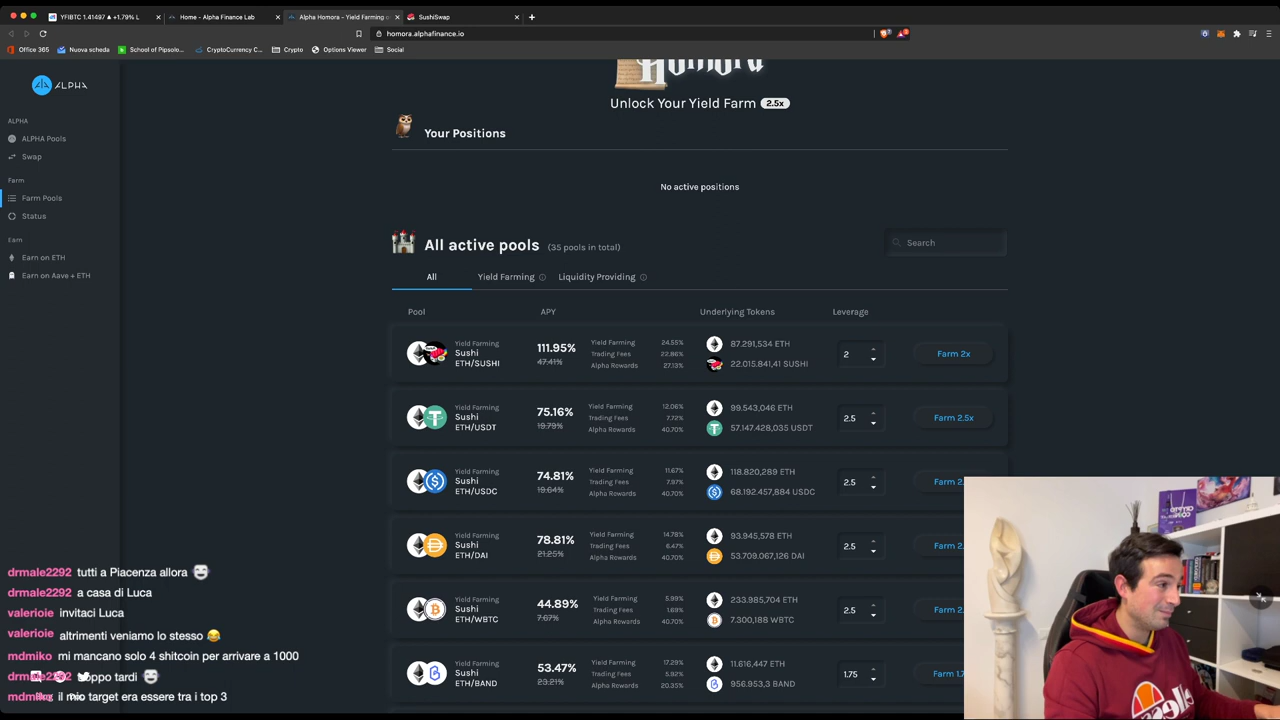 YFIBTC 1.41497 ▲ +1.79% L
Home - Alpha Finance Lab
Alpha Homora - Yield Farming o
SushiSwap
homora.alphafinance.io
Office 365
Nuova scheda
School of Pipsolo...
CryptoCurrency C...
Crypto
Options Viewer
Social
ALPHA
Homora
Unlock Your Yield Farm 2.5x
ALPHA
ALPHA Pools
Swap
Farm
Farm Pools
Status
Earn
Earn on ETH
Earn on Aave + ETH
Your Positions
No active positions
All active pools (35 pools in total)
Search
All Yield Farming Liquidity Providing
Pool APY Underlying Tokens Leverage
Yield Farming
Sushi
ETH/SUSHI
111.95%
47.41%
Yield Farming 24.55%
Trading Fees 22.86%
Alpha Rewards 27.13%
87.291,534 ETH
22.015.841,41 SUSHI
2
Farm 2x
Yield Farming
Sushi
ETH/USDT
75.16%
19.79%
Yield Farming 12.06%
Trading Fees 7.72%
Alpha Rewards 40.70%
99.543,046 ETH
57.147.428,035 USDT
2.5
Farm 2.5x
Yield Farming
Sushi
ETH/USDC
74.81%
19.64%
Yield Farming 11.67%
Trading Fees 7.97%
Alpha Rewards 40.70%
118.820,289 ETH
68.192.457,884 USDC
2.5
Farm 2.
Yield Farming
Sushi
ETH/DAI
78.81%
21.25%
Yield Farming 14.78%
Trading Fees 6.47%
Alpha Rewards 40.70%
93.945,578 ETH
53.709.067,126 DAI
2.5
Farm 2.
Yield Farming
Sushi
ETH/WBTC
44.89%
7.67%
Yield Farming 5.99%
Trading Fees 1.69%
Alpha Rewards 40.70%
233.985,704 ETH
7.300,188 WBTC
2.5
Farm 2.
Yield Farming
Sushi
ETH/BAND
53.47%
23.21%
Yield Farming 17.29%
Trading Fees 5.92%
Alpha Rewards 20.35%
11.616,447 ETH
956.953,3 BAND
1.75
Farm 1.7
drmale2292 tutti a Piacenza allora
drmale2292 a casa di Luca
valerioie invitaci Luca
valerioie altrimenti veniamo lo stesso 😂
mdmiko mi mancano solo 4 shitcoin per arrivare a 1000
drmale2292 troppo tardi
mdmiko il mio target era essere tra i top 3